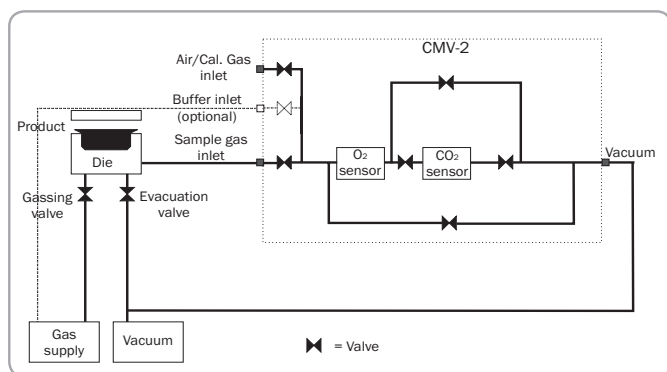 CMV-2
Air/Cal. Gas
inlet
Buffer inlet
(optional)
Product
Sample gas
inlet
Die
O₂
sensor
CO₂
sensor
Vacuum
Gassing
valve
Evacuation
valve
Gas
supply
Vacuum
= Valve